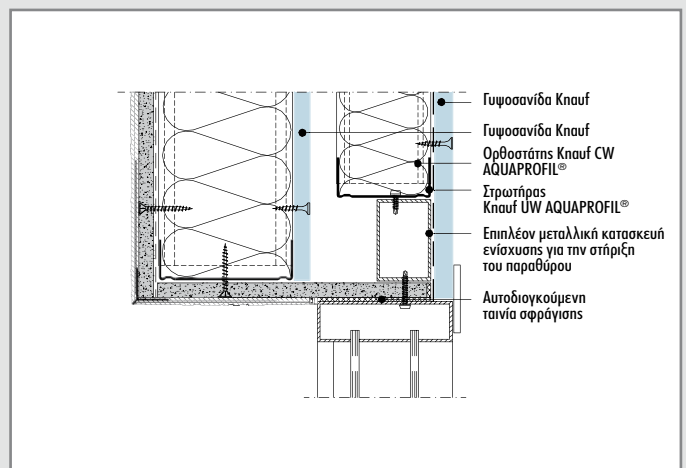 Γυψοσανίδα Knauf
Γυψοσανίδα Knauf
Ορθοστάτης Knauf CW
AQUAPROFIL®
Στρωτήρας
Knauf UW AQUAPROFIL®
Επιπλέον μεταλλική κατασκευή
ενίσχυσης για την στήριξη
του παραθύρου
Αυτοδιογκούμενη
ταινία σφράγισης